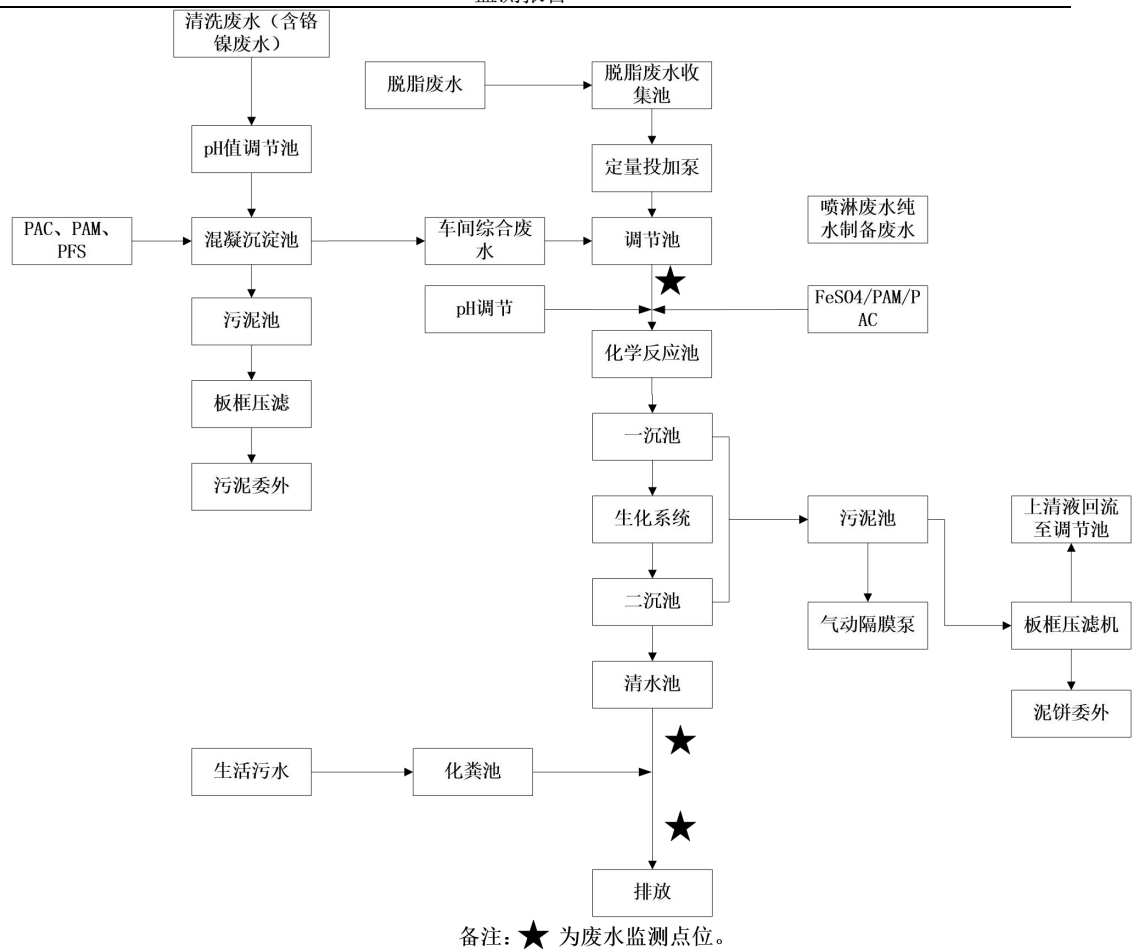 清洗废水（含铬
镍废水）
脱脂废水
脱脂废水收
集池
pH值调节池
定量投加泵
喷淋废水纯
水制备废水
PAC、PAM、
PFS
混凝沉淀池
车间综合废
水
调节池
pH调节
FeSO4/PAM/P
AC
污泥池
化学反应池
板框压滤
一沉池
污泥委外
生化系统
污泥池
上清液回流
至调节池
二沉池
气动隔膜泵
板框压滤机
清水池
泥饼委外
生活污水
化粪池
排放
备注：★ 为废水监测点位。